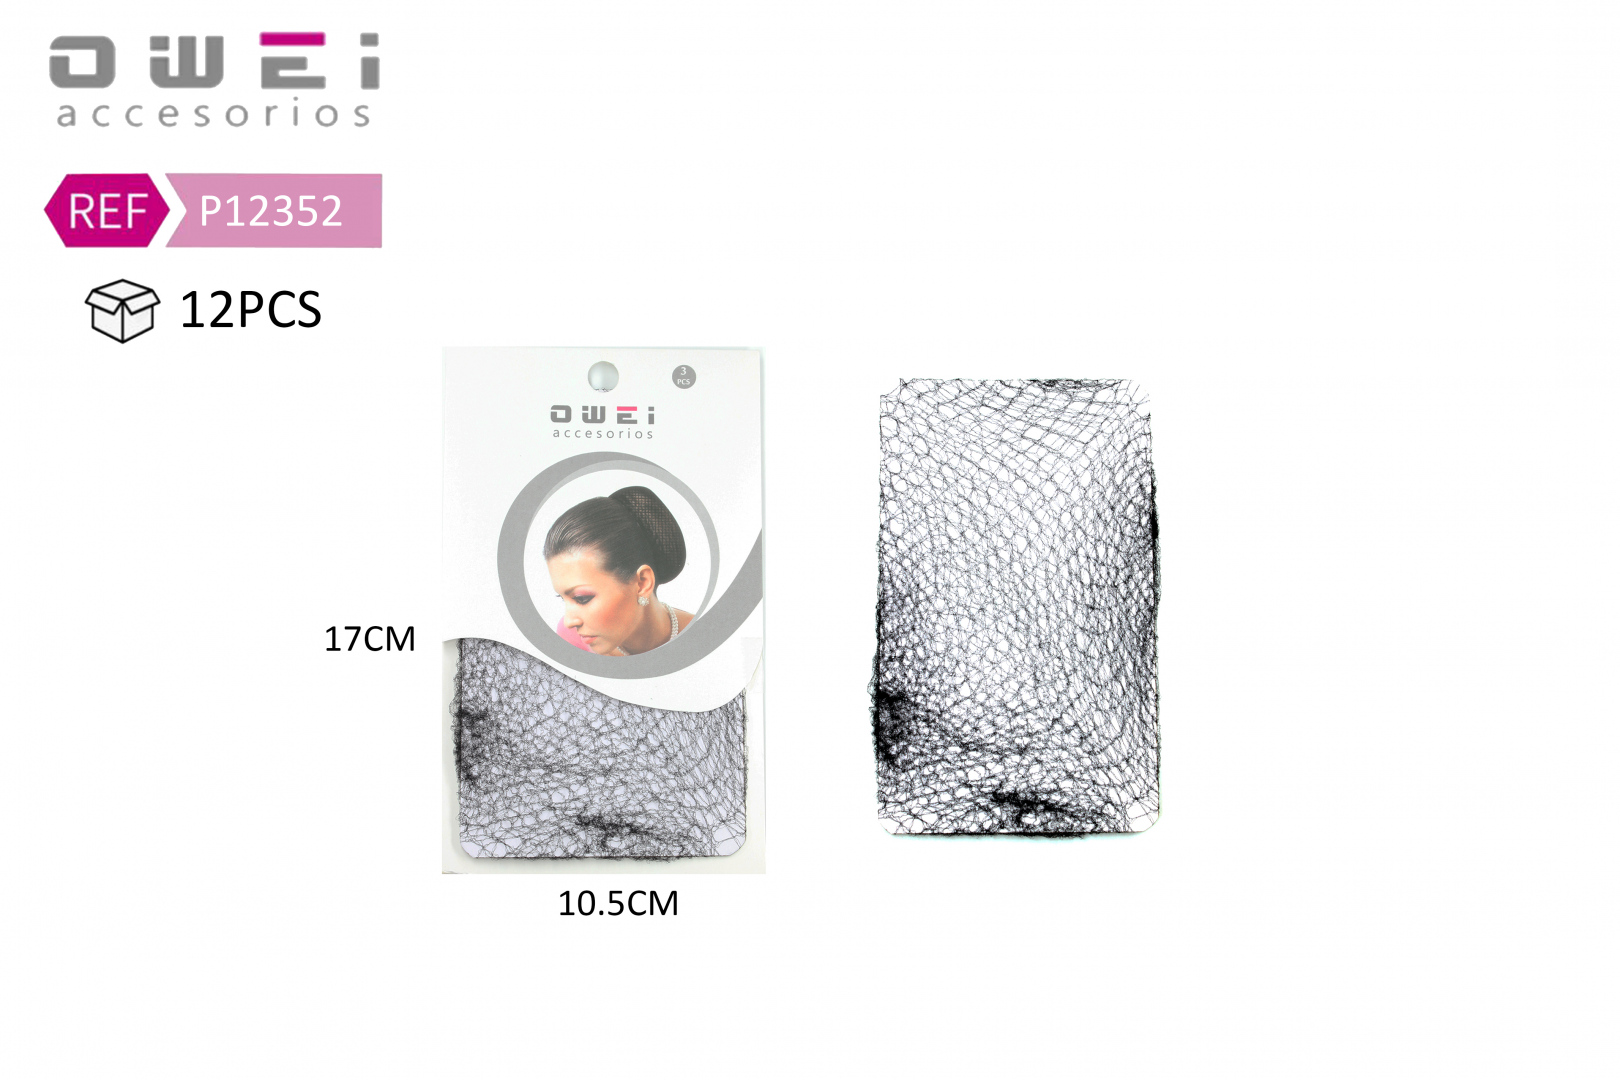 OWEi
accesorios
REF P12352
12PCS
3
PCS
OWEi
accesorios
17CM
10.5CM